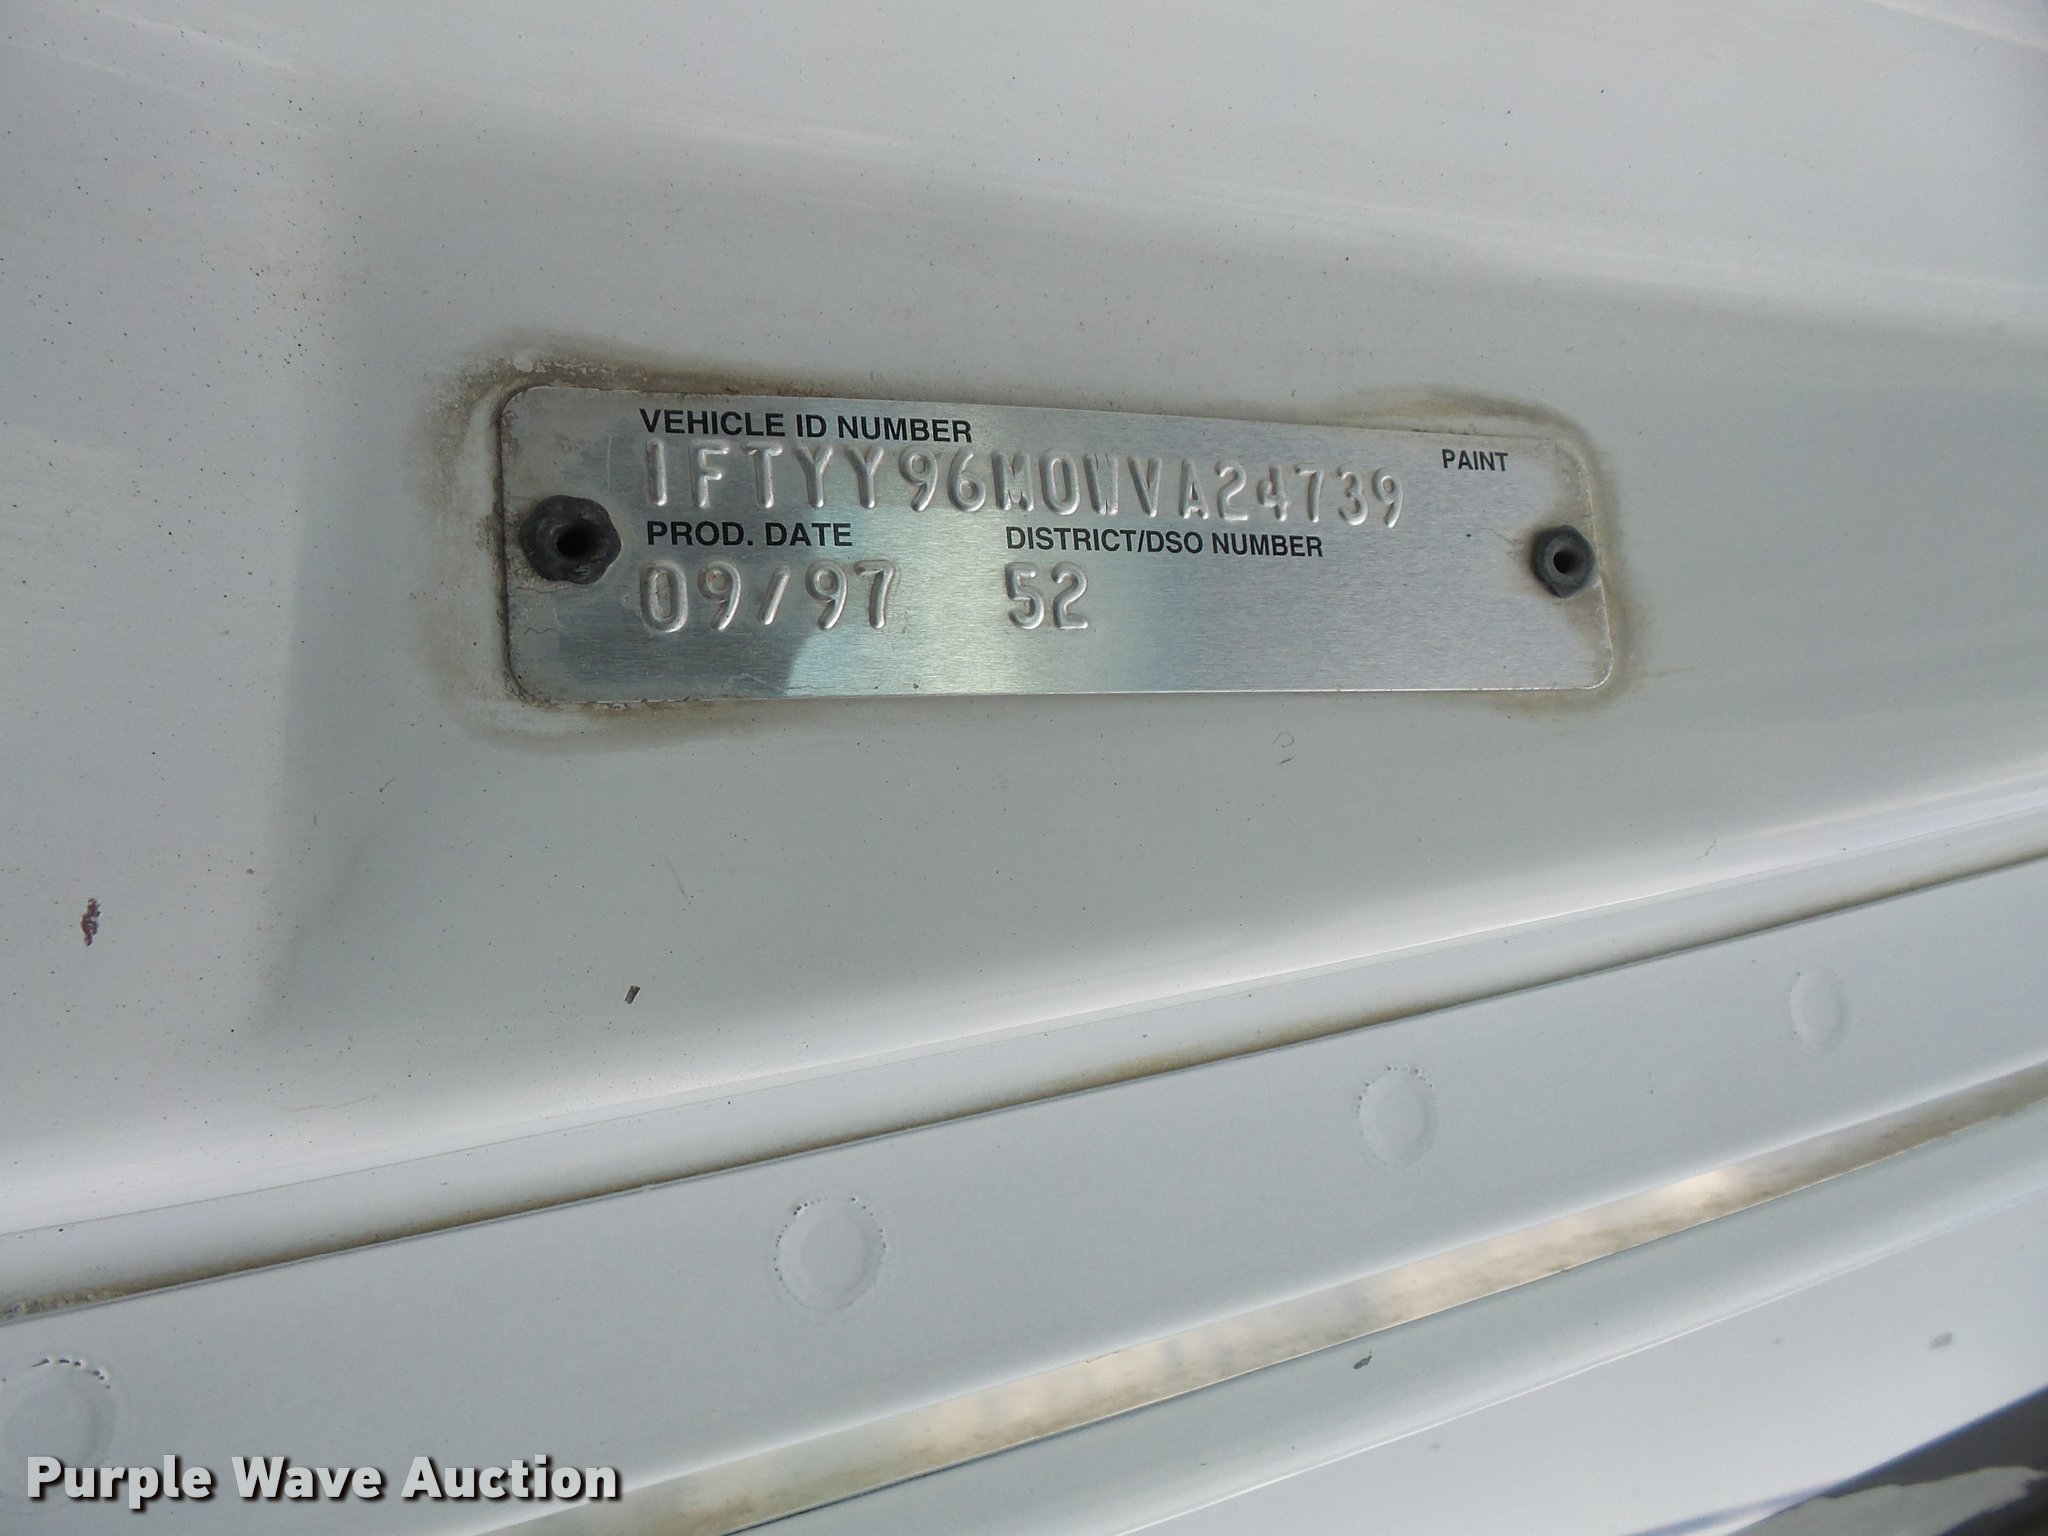 VEHICLE ID NUMBER
PAINT
1FTYY96M0WVA24739
PROD. DATE DISTRICT/DSO NUMBER
09/97 52
Purple Wave Auction